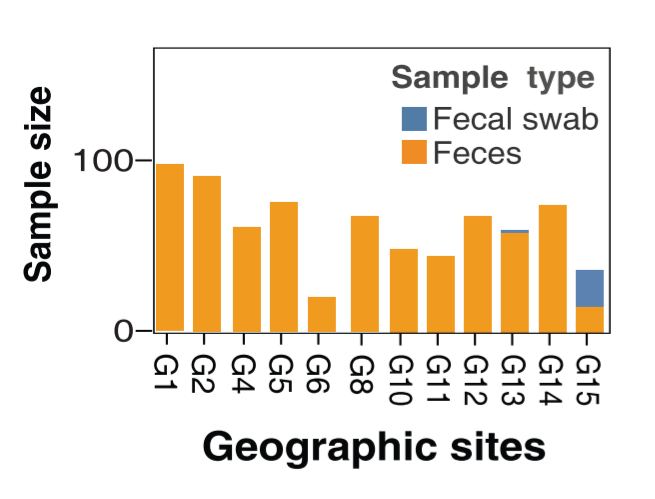 Sample type
Fecal swab
Feces
Sample size
100
0
G1
G2
G4
G5
G6
G8
G10
G11
G12
G13
G14
G15
Geographic sites